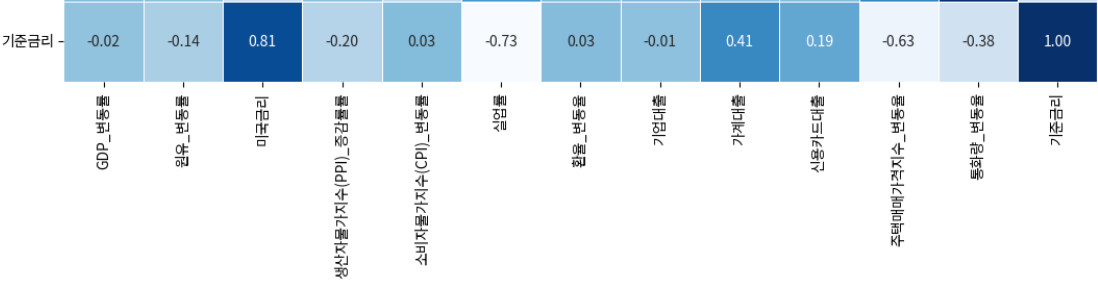 기준금리
-0.02 -0.14 0.81 -0.20 0.03 -0.73 0.03 -0.01 0.41 0.19 -0.63 -0.38 1.00
GDP_변동률
원유_변동률
미국금리
생산자물가지수(PPI)_증감률률
소비자물가지수(CPI)_변동률
실업률
환율_변동율
기업대출
가계대출
신용카드대출
주택매매가격지수_변동율
통화량_변동율
기준금리